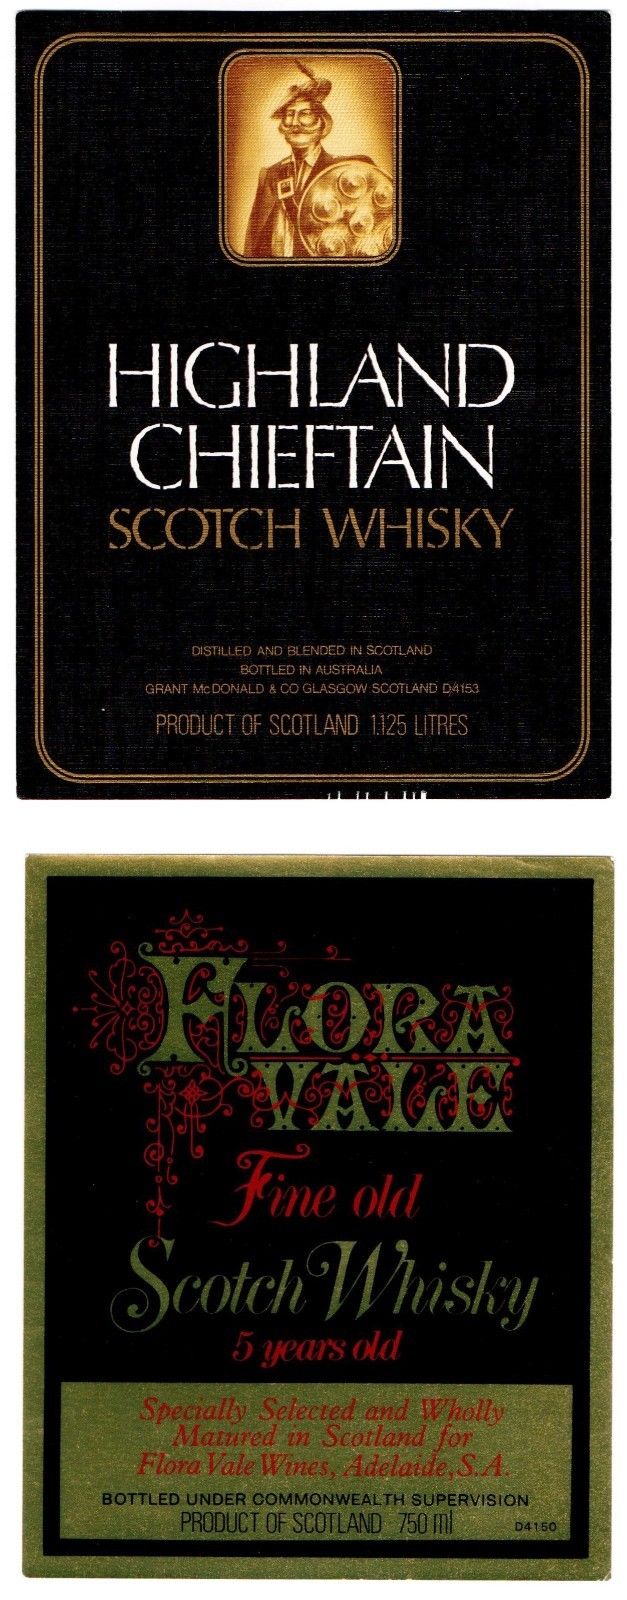 HIGHLAND
CHIEFTAIN
SCOTCH WHISKY
DISTILLED AND BLENDED IN SCOTLAND
BOTTLED IN AUSTRALIA
GRANT McDONALD & CO GLASGOW SCOTLAND D4153
PRODUCT OF SCOTLAND 1.125 LITRES
FLORA
VALE
Fine old
Scotch Whisky
5 years old
Specially Selected and Wholly
Matured in Scotland for
Flora Vale Wines, Adelaide, S.A.
BOTTLED UNDER COMMONWEALTH SUPERVISION
PRODUCT OF SCOTLAND 750 ml
D4150